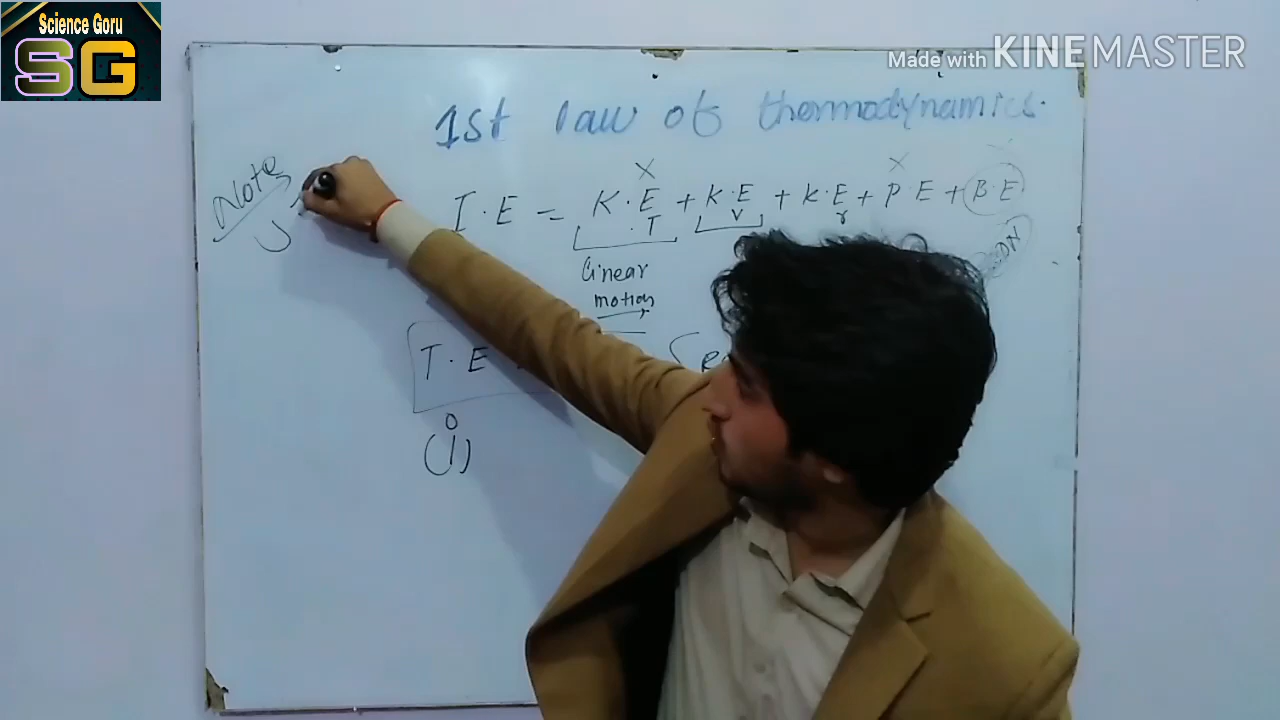 Science Goru
SG
Made with KINEMASTER
1st law of thermodynamics.
Note
I.E = K.E T + K.E v + K.E r + P E + B.E
Linear
motion
T.E
(i)